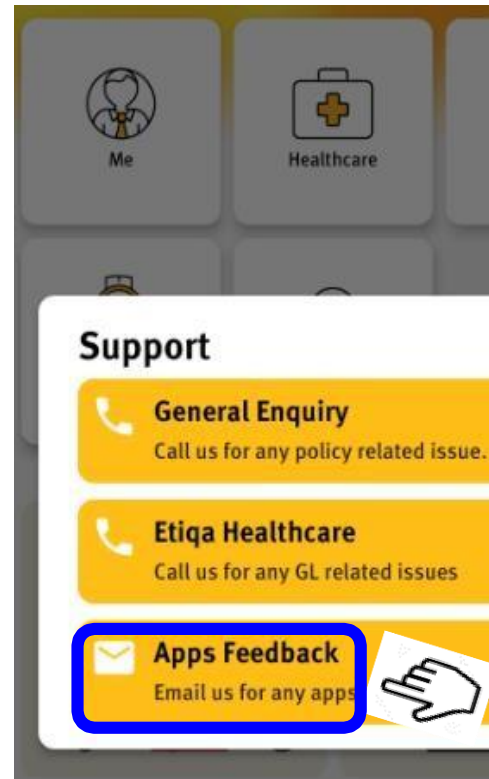 Me
Healthcare
Support
General Enquiry
Call us for any policy related issue.
Etiqa Healthcare
Call us for any GL related issues
Apps Feedback
Email us for any apps